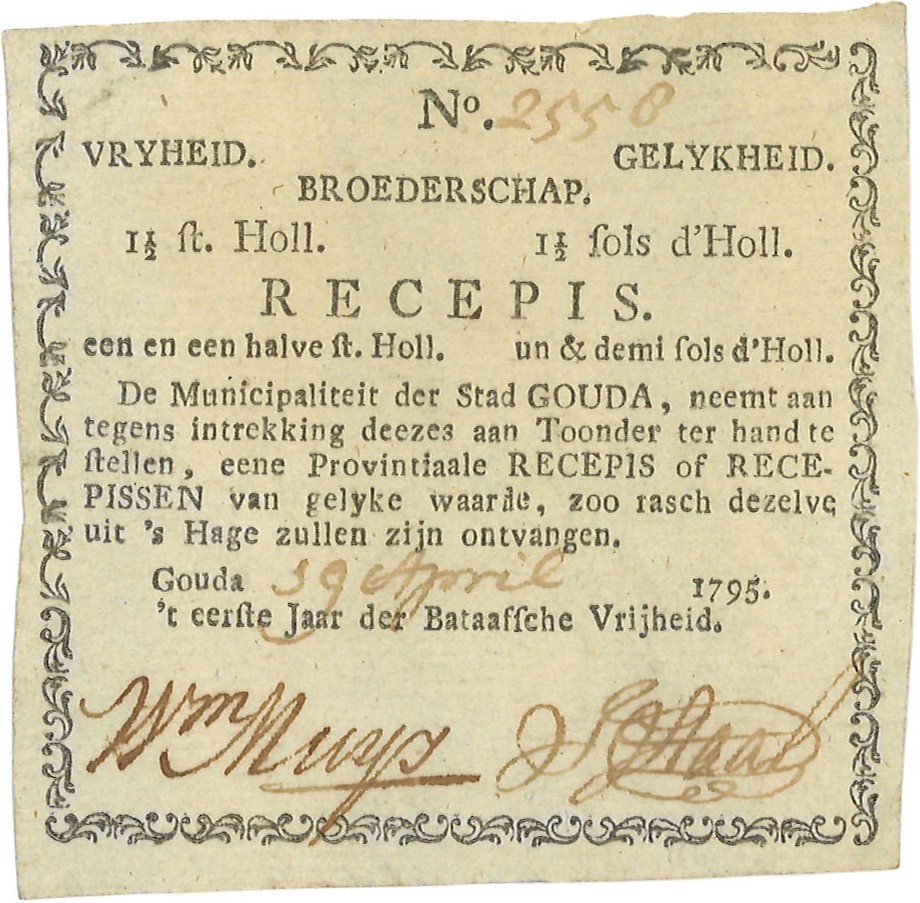 No. 2558
VRYHEID. GELYKHEID.
BROEDERSCHAP.
1½ ſt. Holl. 1½ ſols d'Holl.
RECEPIS.
een en een halve ſt. Holl. un & demi ſols d'Holl.
De Municipaliteit der Stad GOUDA, neemt aan
tegens intrekking deezes aan Toonder ter hand te
ſtellen, eene Provintiaale RECEPIS of RECE-
PISSEN van gelyke waarde, zoo rasch dezelve
uit 's Hage zullen zijn ontvangen.
Gouda April 1795.
't eerſte Jaar der Bataafſche Vrijheid.
Wm Muys